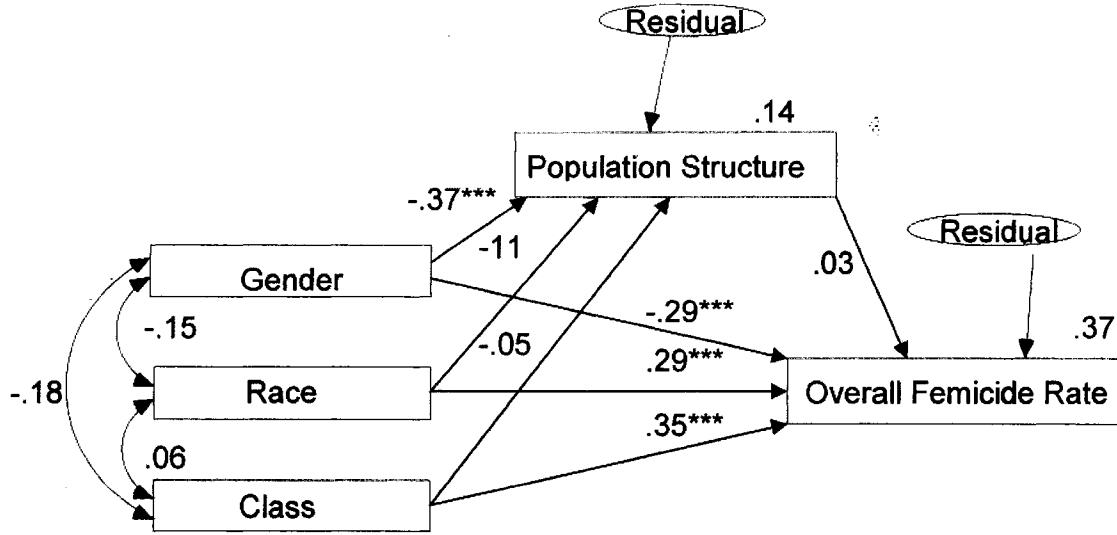 Residual
.14
Population Structure
-.37***
-11
Residual
.03
Gender
-.29***
.37
-.15
-.05
.29***
-.18
Race
Overall Femicide Rate
.35***
.06
Class